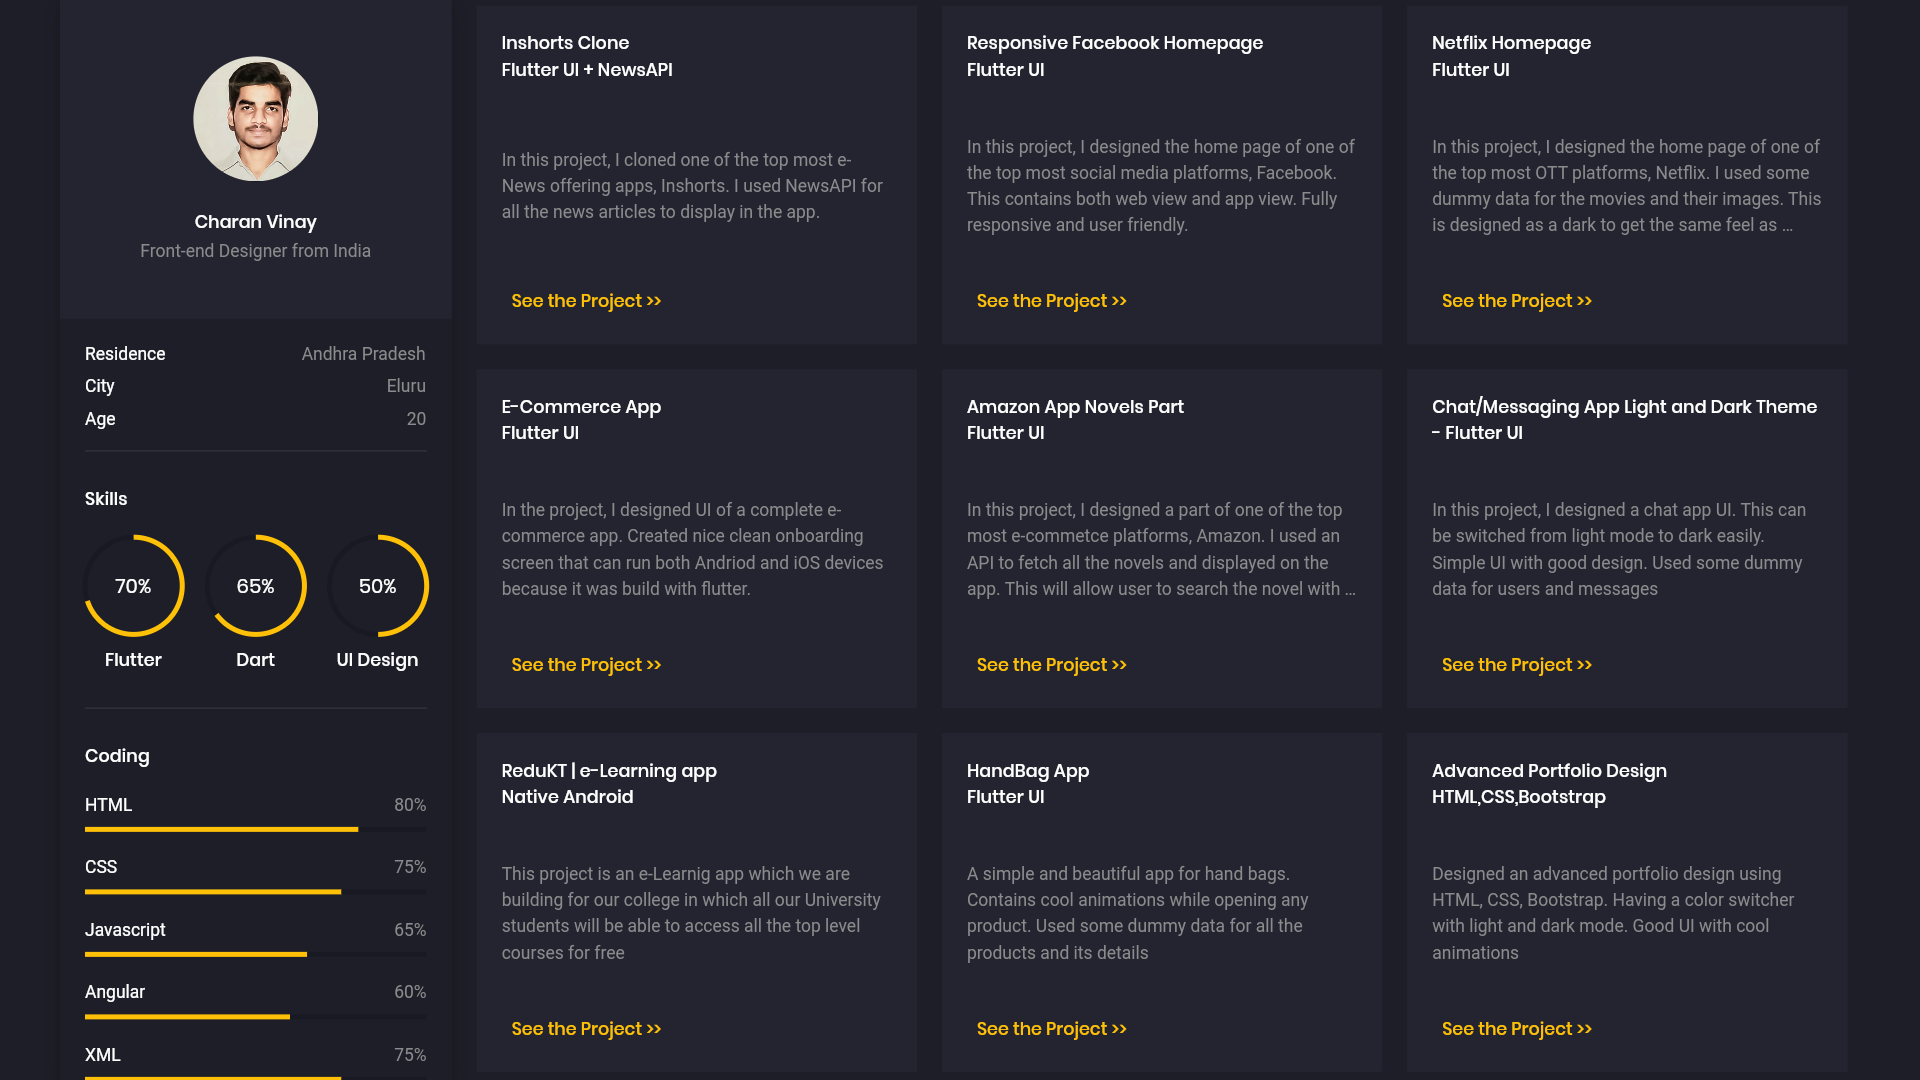 Charan Vinay
Front-end Designer from India
Residence Andhra Pradesh
City Eluru
Age 20
Skills
70% 65% 50%
Flutter Dart UI Design
Coding
HTML 80%
CSS 75%
Javascript 65%
Angular 60%
XML 75%
Inshorts Clone
Flutter UI + NewsAPI
In this project, I cloned one of the top most e-
News offering apps, Inshorts. I used NewsAPI for
all the news articles to display in the app.
See the Project >>
Responsive Facebook Homepage
Flutter UI
In this project, I designed the home page of one of
the top most social media platforms, Facebook.
This contains both web view and app view. Fully
responsive and user friendly.
See the Project >>
Netflix Homepage
Flutter UI
In this project, I designed the home page of one of
the top most OTT platforms, Netflix. I used some
dummy data for the movies and their images. This
is designed as a dark to get the same feel as ...
See the Project >>
E-Commerce App
Flutter UI
In the project, I designed UI of a complete e-
commerce app. Created nice clean onboarding
screen that can run both Andriod and iOS devices
because it was build with flutter.
See the Project >>
Amazon App Novels Part
Flutter UI
In this project, I designed a part of one of the top
most e-commetce platforms, Amazon. I used an
API to fetch all the novels and displayed on the
app. This will allow user to search the novel with ...
See the Project >>
Chat/Messaging App Light and Dark Theme
- Flutter UI
In this project, I designed a chat app UI. This can
be switched from light mode to dark easily.
Simple UI with good design. Used some dummy
data for users and messages
See the Project >>
ReduKT | e-Learning app
Native Android
This project is an e-Learnig app which we are
building for our college in which all our University
students will be able to access all the top level
courses for free
See the Project >>
HandBag App
Flutter UI
A simple and beautiful app for hand bags.
Contains cool animations while opening any
product. Used some dummy data for all the
products and its details
See the Project >>
Advanced Portfolio Design
HTML,CSS,Bootstrap
Designed an advanced portfolio design using
HTML, CSS, Bootstrap. Having a color switcher
with light and dark mode. Good UI with cool
animations
See the Project >>